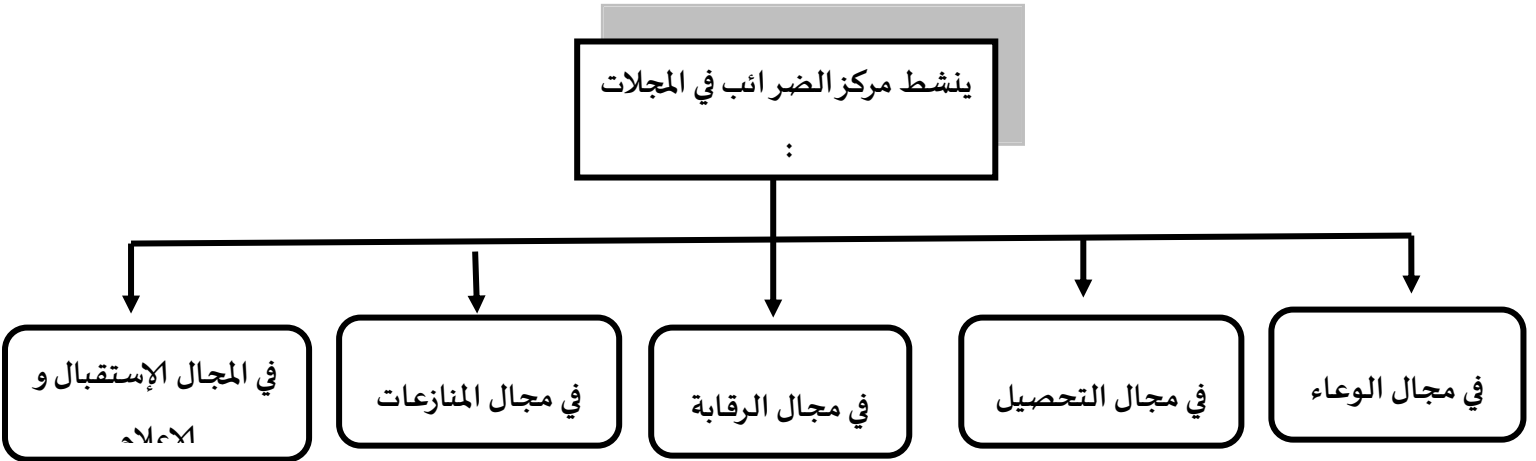 ينشط مركز الضرائب في المجلات
:
في مجال الوعاء
في مجال التحصيل
في مجال الرقابة
في مجال المنازعات
في المجال الإستقبال و